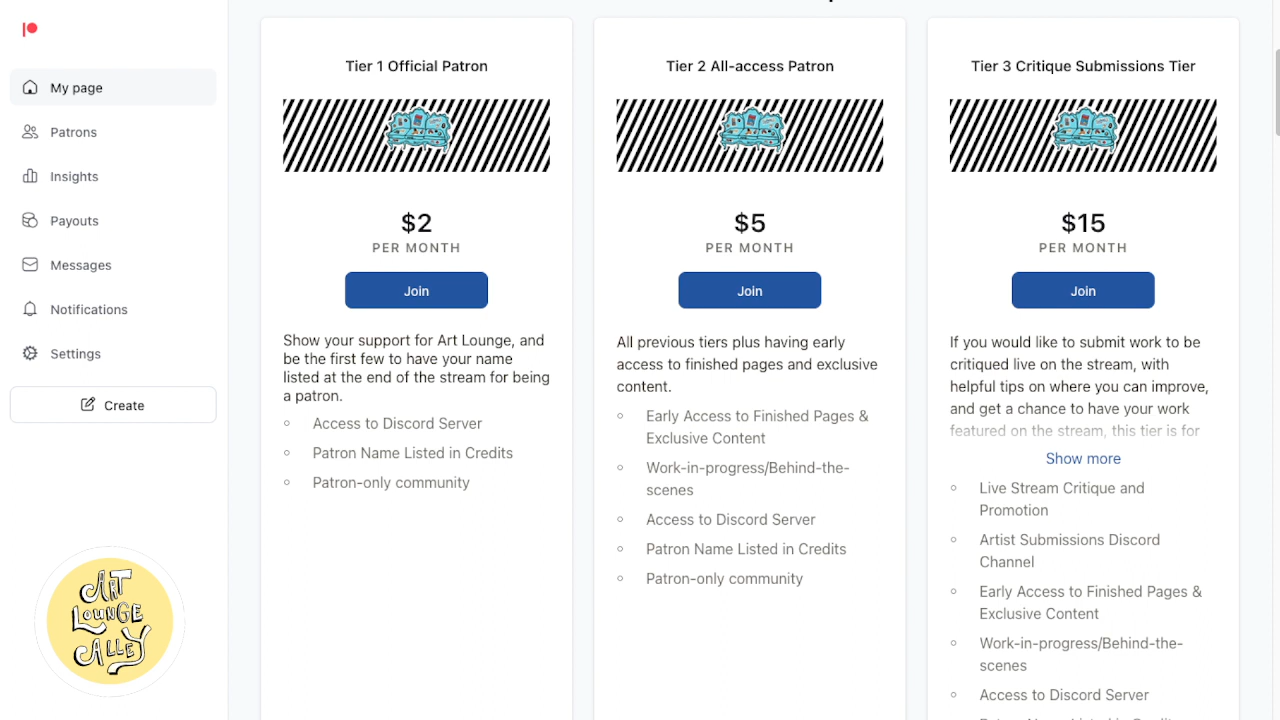 My page
Patrons
Insights
Payouts
Messages
Notifications
Settings
Create
ART
LOUNGE
ALLEY
Tier 1 Official Patron
$2
PER MONTH
Join
Show your support for Art Lounge, and
be the first few to have your name
listed at the end of the stream for being
a patron.
Access to Discord Server
Patron Name Listed in Credits
Patron-only community
Tier 2 All-access Patron
$5
PER MONTH
Join
All previous tiers plus having early
access to finished pages and exclusive
content.
Early Access to Finished Pages &
Exclusive Content
Work-in-progress/Behind-the-
scenes
Access to Discord Server
Patron Name Listed in Credits
Patron-only community
Tier 3 Critique Submissions Tier
$15
PER MONTH
Join
If you would like to submit work to be
critiqued live on the stream, with
helpful tips on where you can improve,
and get a chance to have your work
featured on the stream, this tier is for
Show more
Live Stream Critique and
Promotion
Artist Submissions Discord
Channel
Early Access to Finished Pages &
Exclusive Content
Work-in-progress/Behind-the-
scenes
Access to Discord Server